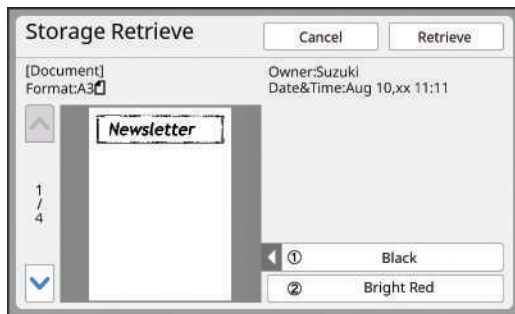 Storage Retrieve
Cancel
Retrieve
[Document]
Format:A3
Owner:Suzuki
Date&Time:Aug 10,xx 11:11
Newsletter
1
/
4
① Black
② Bright Red